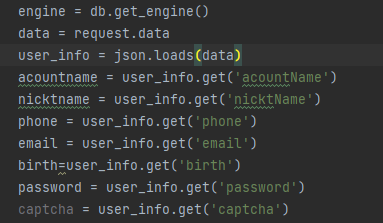 engine = db.get_engine()
data = request.data
user_info = json.loads(data)
acountname = user_info.get('acountName')
nicktname = user_info.get('nicktName')
phone = user_info.get('phone')
email = user_info.get('email')
birth=user_info.get('birth')
password = user_info.get('password')
captcha = user_info.get('captcha')